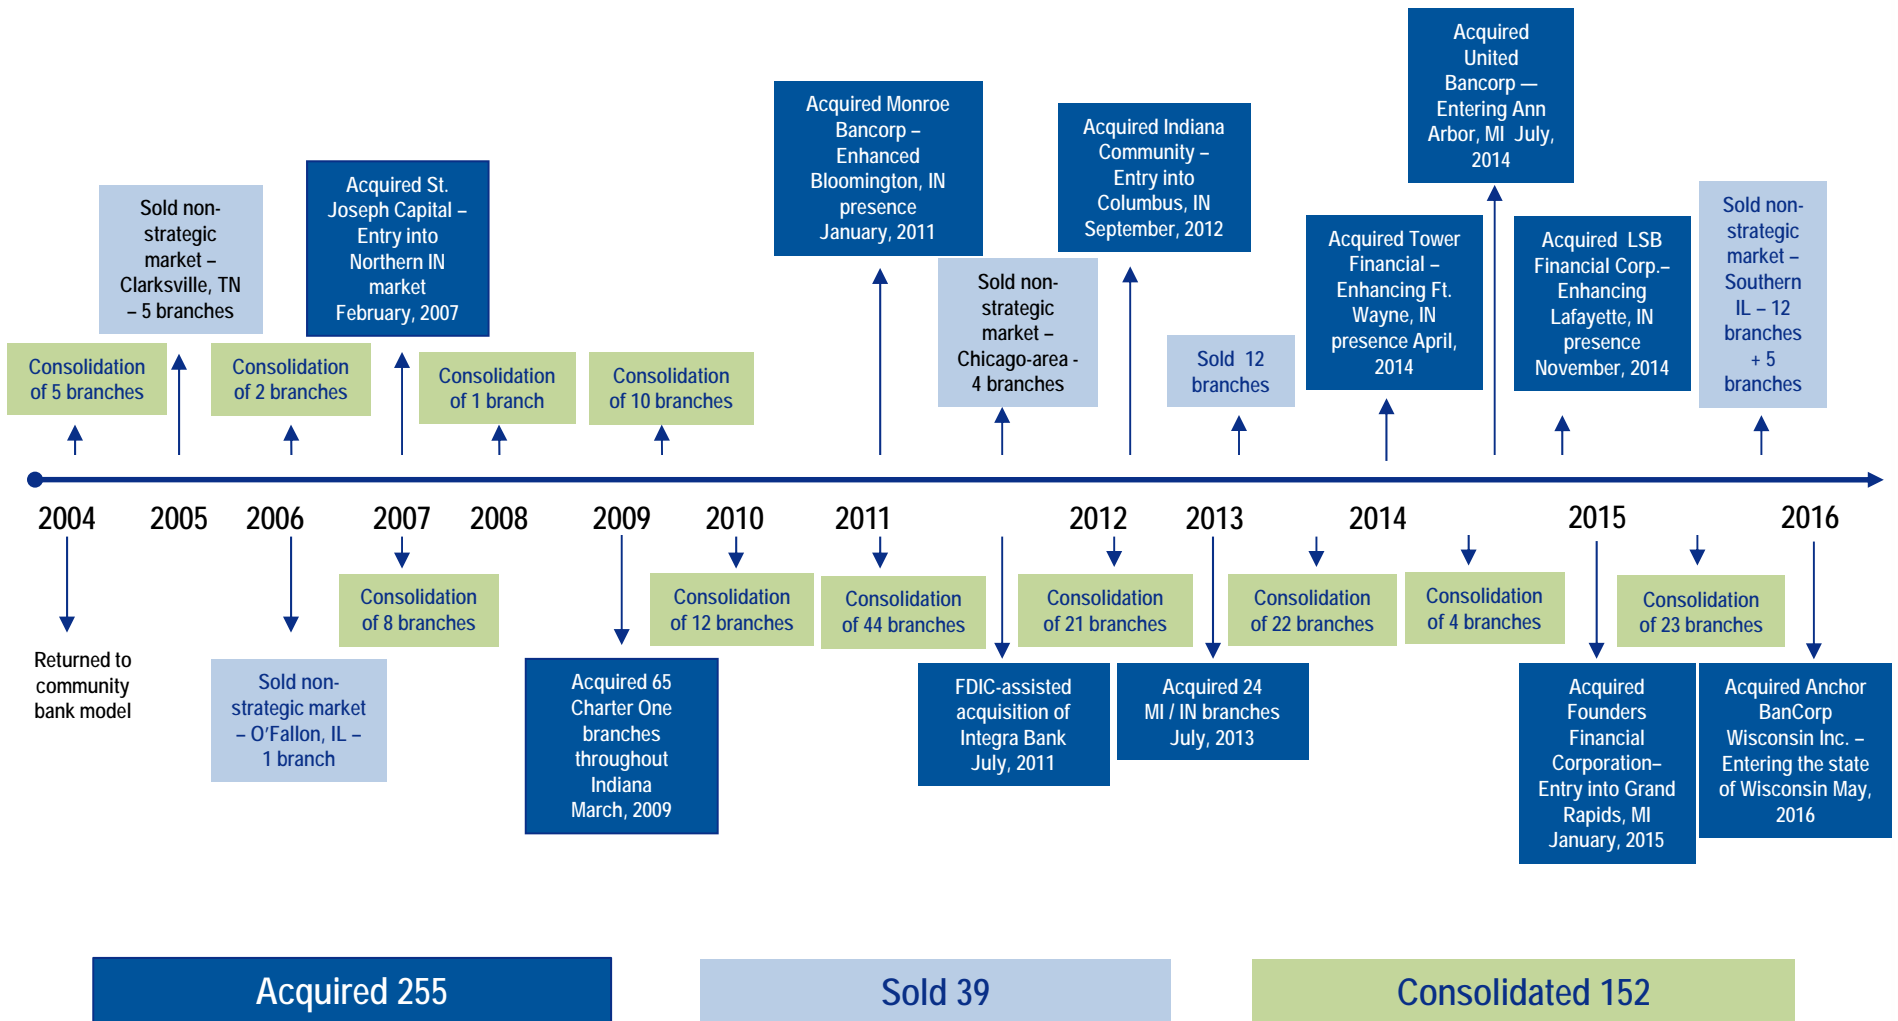 Acquired
United
Bancorp —
Entering Ann
Arbor, MI  July,
2014
Acquired Monroe
Bancorp –
Enhanced
Bloomington, IN
presence
January, 2011
Acquired Indiana
Community –
Entry into
Columbus, IN
September, 2012
Acquired St.
Joseph Capital –
Entry into
Northern IN
market
February, 2007
Sold non-
strategic
market –
Clarksville, TN
– 5 branches
Sold non-
strategic
market –
Chicago-area -
4 branches
Acquired Tower
Financial –
Enhancing Ft.
Wayne, IN
presence April,
2014
Acquired  LSB
Financial Corp.–
Enhancing
Lafayette, IN
presence
November, 2014
Sold non-
strategic
market –
Southern
IL – 12
branches
+ 5
branches
Consolidation
of 5 branches
Consolidation
of 2 branches
Consolidation
of 1 branch
Consolidation
of 10 branches
Sold  12
branches
2004
2005
2006
2007
2008
2009
2010
2011
2012
2013
2014
2015
2016
Returned to
community
bank model
Consolidation
of 8 branches
Consolidation
of 12 branches
Consolidation
of 44 branches
Consolidation
of 21 branches
Consolidation
of 22 branches
Consolidation
of 4 branches
Consolidation
of 23 branches
Sold non-
strategic market
– O'Fallon, IL –
1 branch
Acquired 65
Charter One
branches
throughout
Indiana
March, 2009
FDIC-assisted
acquisition of
Integra Bank
July, 2011
Acquired 24
MI / IN branches
July, 2013
Acquired
Founders
Financial
Corporation–
Entry into Grand
Rapids, MI
January, 2015
Acquired Anchor
BanCorp
Wisconsin Inc. –
Entering the state
of Wisconsin May,
2016
Acquired 255
Sold 39
Consolidated 152